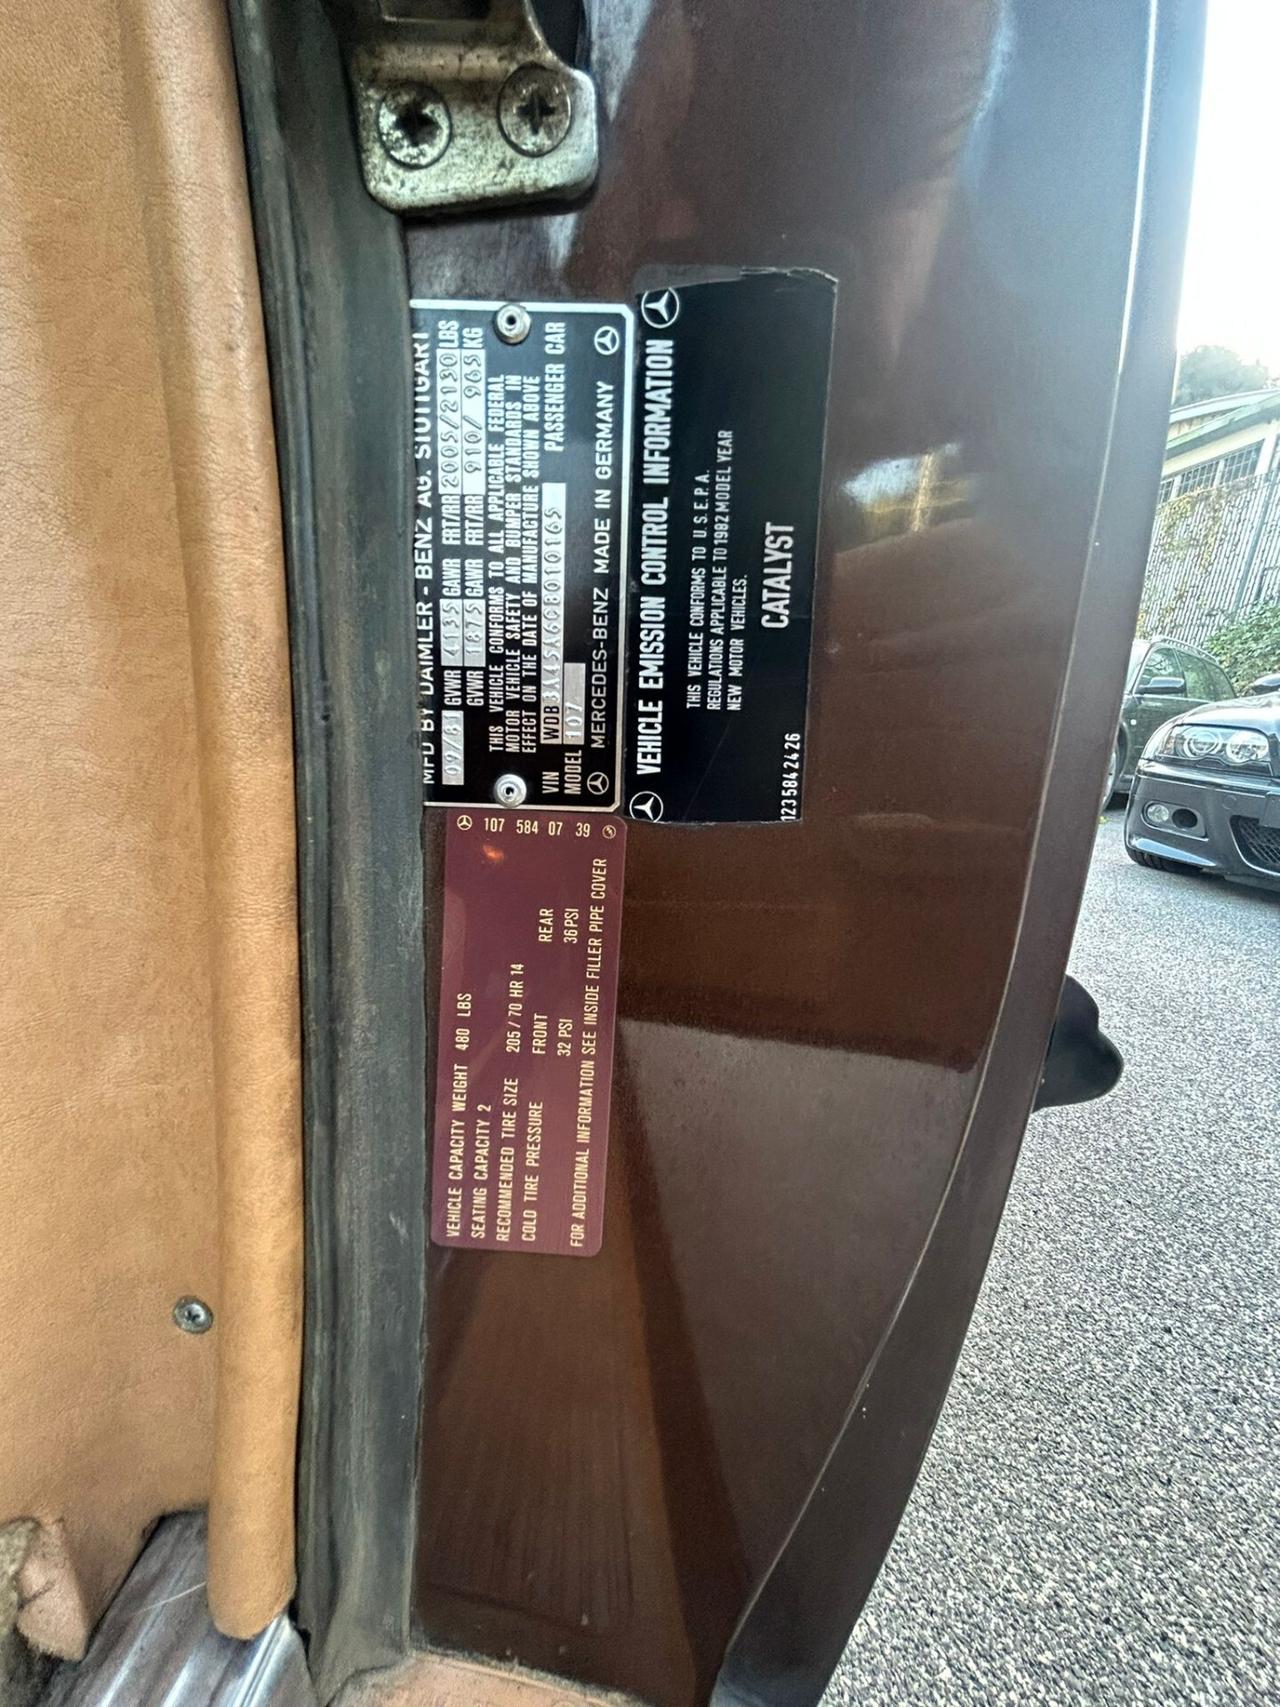 MFD BY DAIMLER - BENZ AG. STUTTGART
09/81 GVWR 4135 GAWR FRT/RR 2005/2130 LBS
GVWR 1875 GAWR FRT/RR 910/ 965 KG
THIS VEHICLE CONFORMS TO ALL APPLICABLE FEDERAL
MOTOR VEHICLE SAFETY AND BUMPER STANDARDS IN
EFFECT ON THE DATE OF MANUFACTURE SHOWN ABOVE
VIN WDBBA45A6CB010165 PASSENGER CAR
MODEL 107
MERCEDES-BENZ MADE IN GERMANY
VEHICLE EMISSION CONTROL INFORMATION
THIS VEHICLE CONFORMS TO U.S.E.P.A.
REGULATIONS APPLICABLE TO 1982 MODEL YEAR
NEW MOTOR VEHICLES.
CATALYST
123 584 24 26
107 584 07 39
VEHICLE CAPACITY WEIGHT 480 LBS
SEATING CAPACITY 2
RECOMMENDED TIRE SIZE 205 / 70 HR 14
COLD TIRE PRESSURE FRONT REAR
32 PSI 36 PSI
FOR ADDITIONAL INFORMATION SEE INSIDE FILLER PIPE COVER